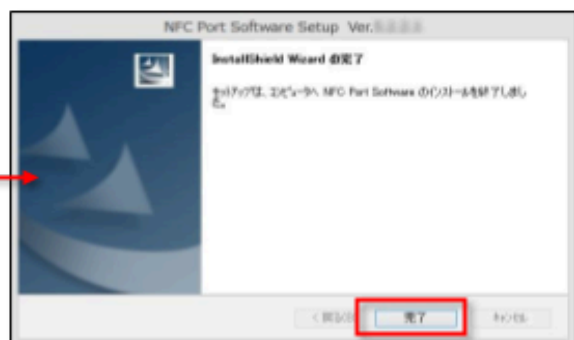 NFC Port Software Setup Ver.
InstallShield Wizard の完了
セットアップは、コンピュータへ NFC Port Software のインストールを終了しまし
た。
< 戻る(B)
完了
キャンセル